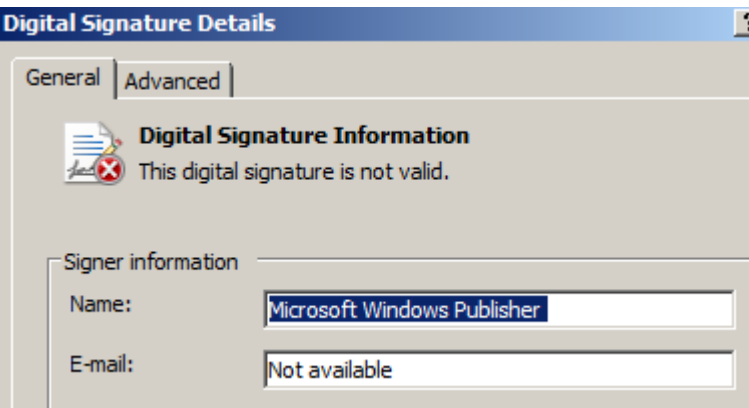 Digital Signature Details
General Advanced
Digital Signature Information
This digital signature is not valid.
Signer information
Name: Microsoft Windows Publisher
E-mail: Not available